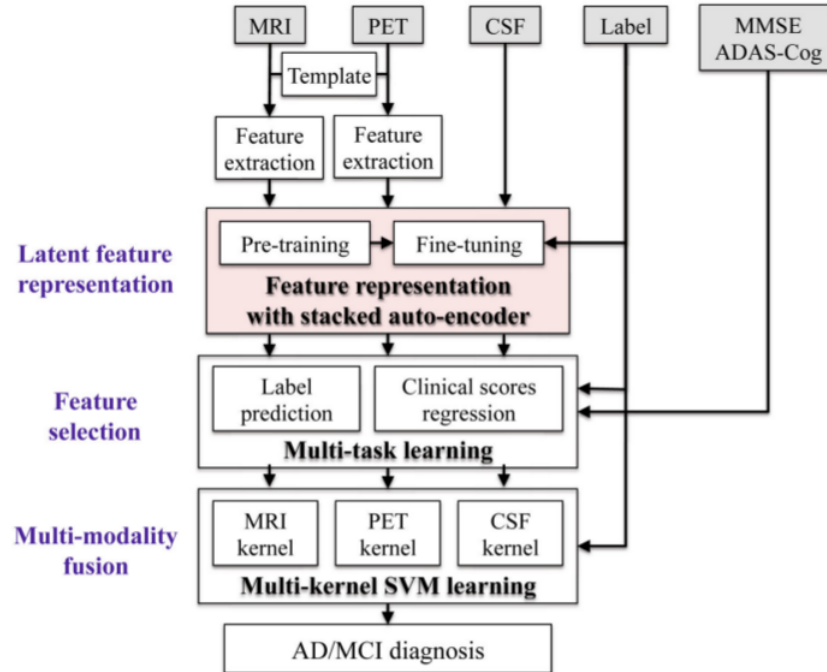 MRI
PET
CSF
Label
MMSE
ADAS-Cog
Template
Feature
extraction
Feature
extraction
Latent feature
representation
Pre-training
Fine-tuning
Feature representation
with stacked auto-encoder
Feature
selection
Label
prediction
Clinical scores
regression
Multi-task learning
Multi-modality
fusion
MRI
kernel
PET
kernel
CSF
kernel
Multi-kernel SVM learning
AD/MCI diagnosis